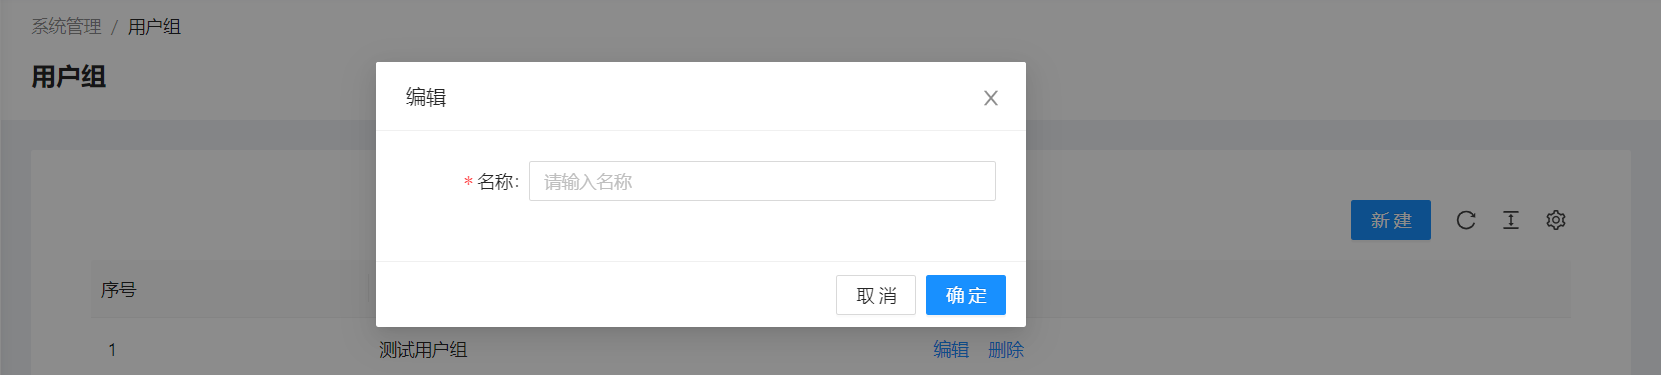 系统管理 / 用户组
用户组
编辑
* 名称: 请输入名称
新建
序号
取消 确定
1 测试用户组 编辑 删除